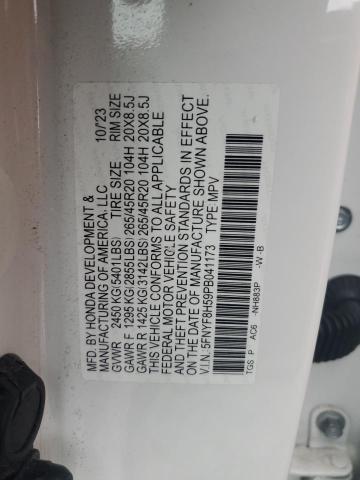 MFD. BY HONDA DEVELOPMENT &
MANUFACTURING OF AMERICA, LLC 10/23
GVWR 2450 KG(5401LBS) TIRE SIZE RIM SIZE
GAWR F 1295 KG(2855LBS) 265/45R20 104H 20X8.5J
GAWR R 1425 KG(3142LBS) 265/45R20 104H 20X8.5J
THIS VEHICLE CONFORMS TO ALL APPLICABLE
FEDERAL MOTOR VEHICLE SAFETY
AND THEFT PREVENTION STANDARDS IN EFFECT
ON THE DATE OF MANUFACTURE SHOWN ABOVE.
V.I.N.: 5FNYF8H59PB041173 TYPE MPV
TGS P AC6 -NH883P -W -B